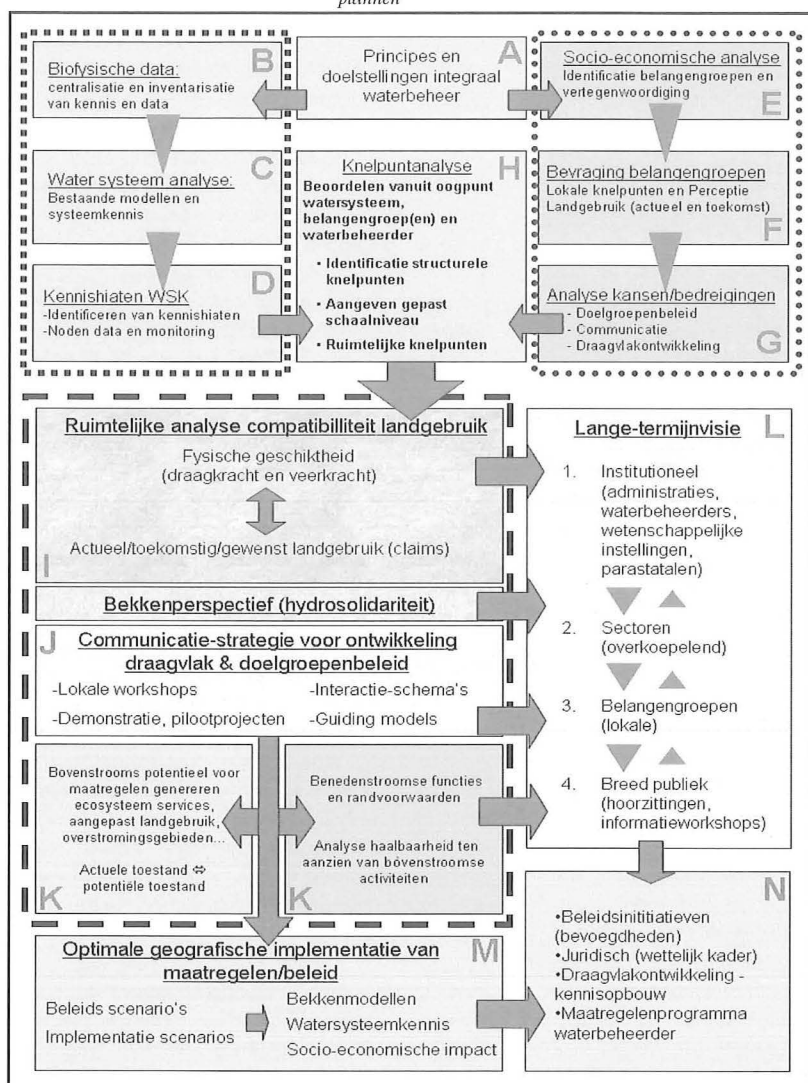 plannen
B
Biofysische data:
centralisatie en inventarisatie
van kennis en data
A
Principes en
doelstellingen integraal
waterbeheer
Socio-economische analyse
Identificatie belangengroepen en
vertegenwoordiging
E
C
Water systeem analyse:
Bestaande modellen en
systeemkennis
H
Knelpuntanalyse
Beoordelen vanuit oogpunt
watersysteem,
belangengroep(en) en
waterbeheerder
• Identificatie structurele
knelpunten
• Aangeven gepast
schaalniveau
• Ruimtelijke knelpunten
Bevraging belangengroepen
Lokale knelpunten en Perceptie
Landgebruik (actueel en toekomst)
F
D
Kennishiaten WSK
-Identificeren van kennishiaten
-Noden data en monitoring
Analyse kansen/bedreigingen
- Doelgroepenbeleid
- Communicatie
- Draagvlakontwikkeling
G
Ruimtelijke analyse compatibilliteit landgebruik
Fysische geschiktheid
(draagkracht en veerkracht)
Actueel/toekomstig/gewenst landgebruik (claims)
I
Bekkenperspectief (hydrosolidariteit)
J
Communicatie-strategie voor ontwikkeling
draagvlak & doelgroepenbeleid
-Lokale workshops
-Interactie-schema's
-Demonstratie, pilootprojecten
-Guiding models
Bovenstrooms potentieel voor
maatregelen genereren
ecosysteem services,
aangepast landgebruik,
overstromingsgebieden...
Actuele toestand ⇔
potentiële toestand
K
Benedenstroomse functies
en randvoorwaarden
Analyse haalbaarheid ten
aanzien van bovenstroomse
activiteiten
K
Lange-termijnvisie
L
1. Institutioneel
(administraties,
waterbeheerders,
wetenschappelijke
instellingen,
parastatalen)
2. Sectoren
(overkoepelend)
3. Belangengroepen
(lokale)
4. Breed publiek
(hoorzittingen,
informatieworkshops)
M
Optimale geografische implementatie van
maatregelen/beleid
Beleids scenario's
Implementatie scenarios
Bekkenmodellen
Watersysteemkennis
Socio-economische impact
N
•Beleidsinititiatieven
(bevoegdheden)
•Juridisch (wettelijk kader)
•Draagvlakontwikkeling -
kennisopbouw
•Maatregelenprogramma
waterbeheerder